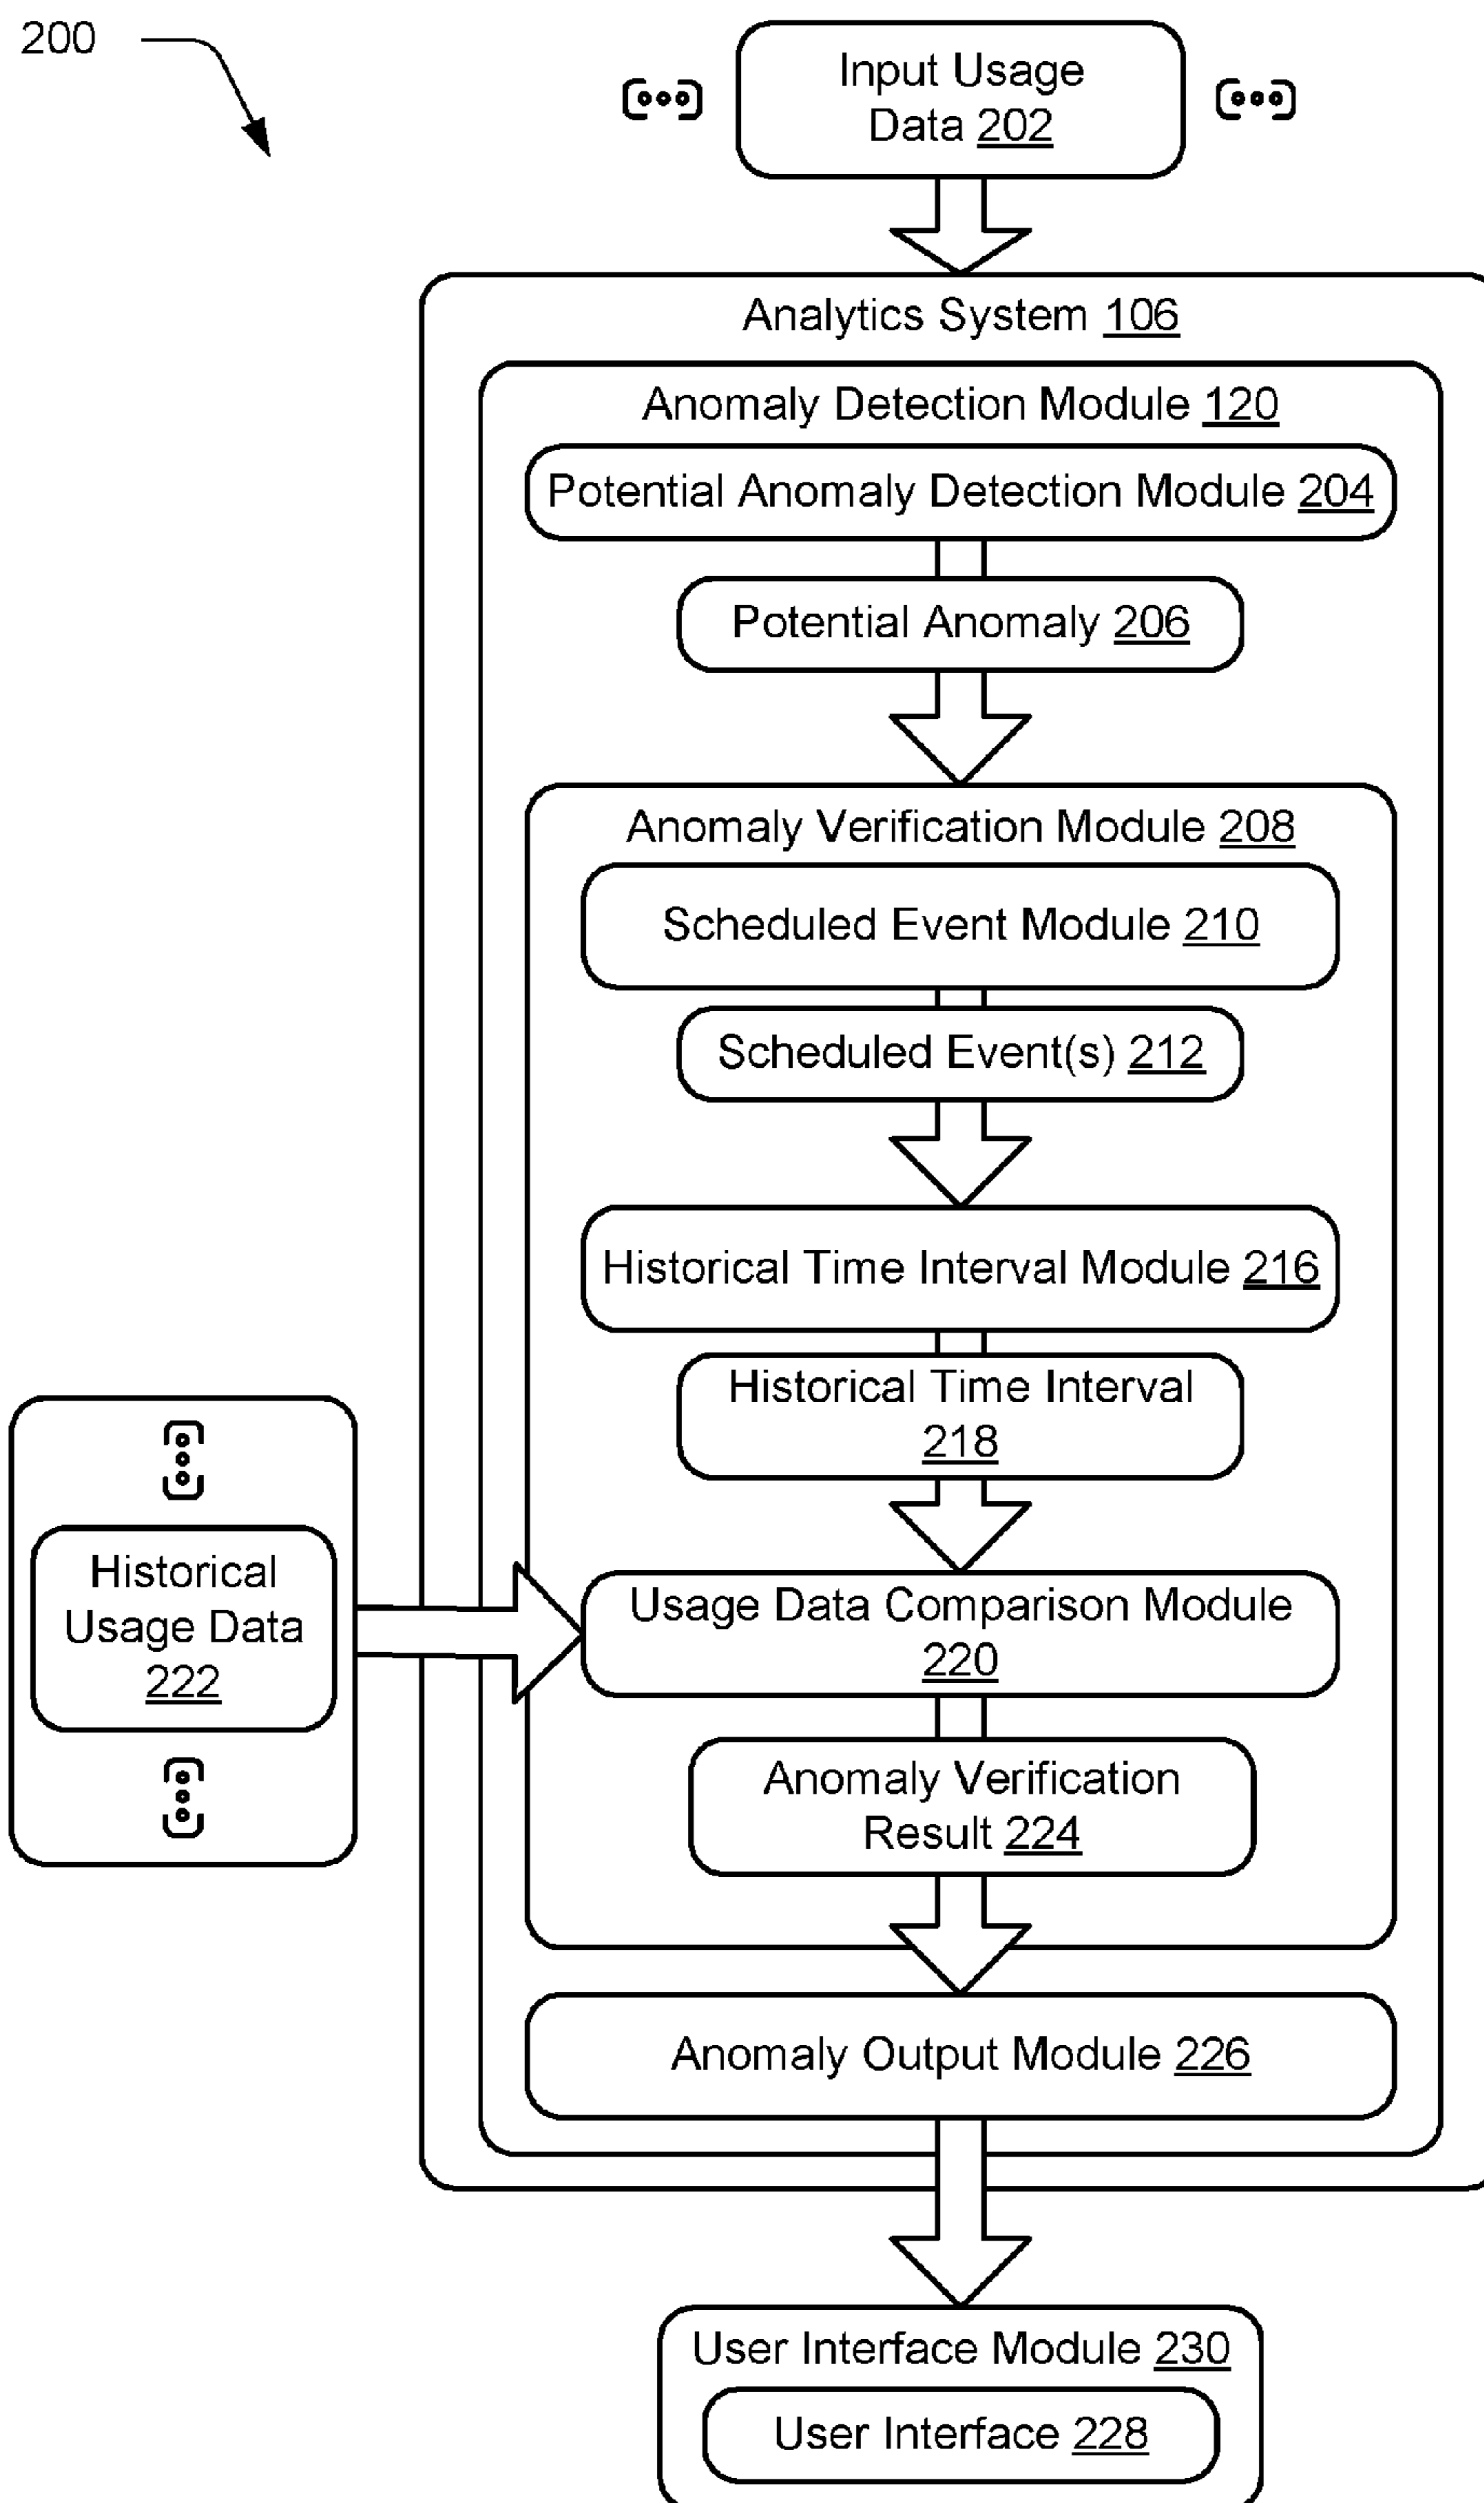 200
Input Usage
Data 202
Analytics System 106
Anomaly Detection Module 120
Potential Anomaly Detection Module 204
Potential Anomaly 206
Anomaly Verification Module 208
Scheduled Event Module 210
Scheduled Event(s) 212
Historical Time Interval Module 216
Historical Time Interval
218
Historical
Usage Data
222
Usage Data Comparison Module
220
Anomaly Verification
Result 224
Anomaly Output Module 226
User Interface Module 230
User Interface 228